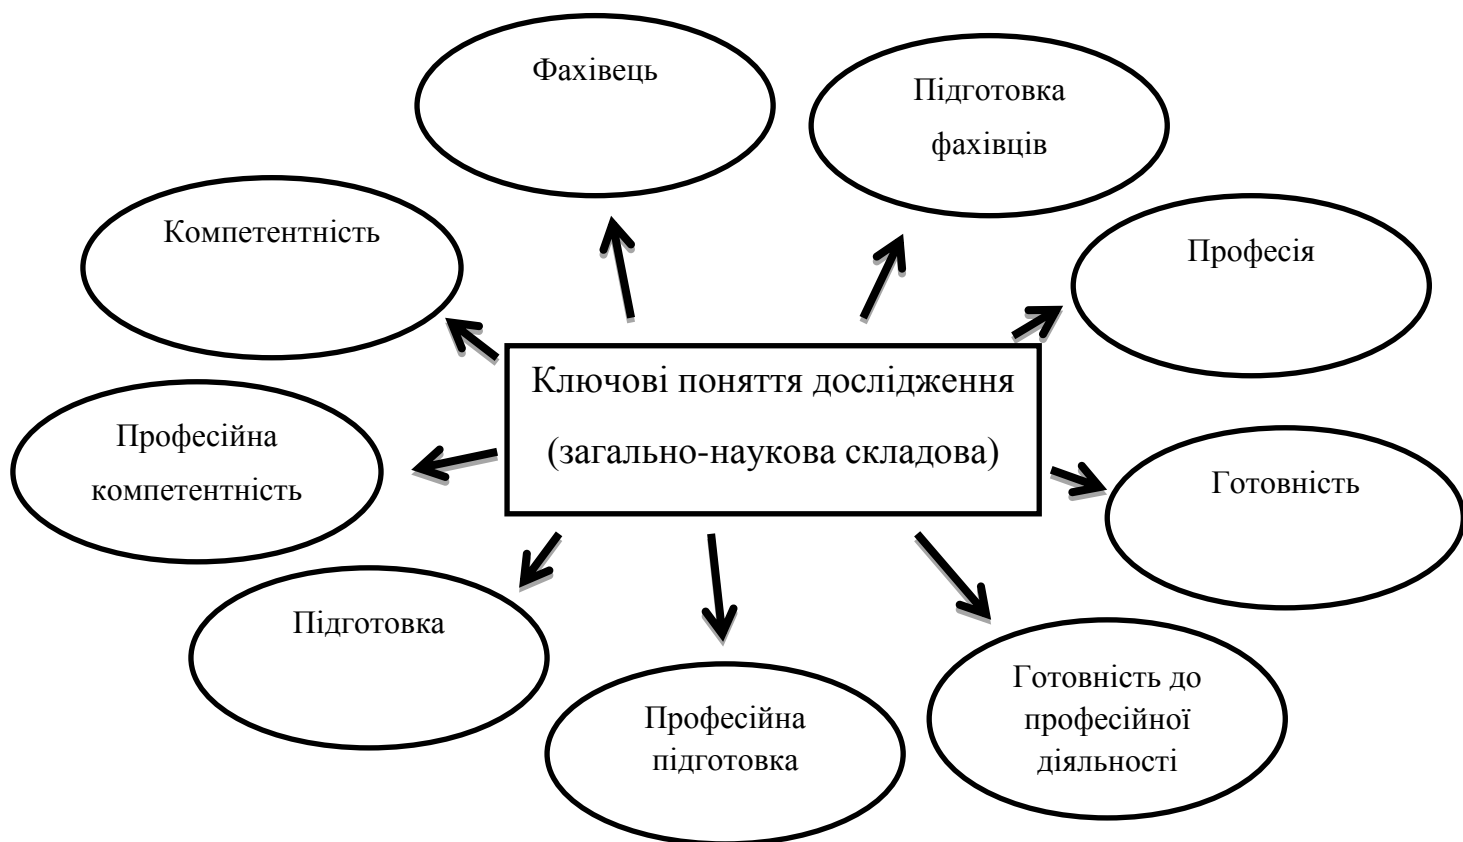 Фахівець
Підготовка
фахівців
Компетентність
Професія
Ключові поняття дослідження
(загально-наукова складова)
Професійна
компетентність
Готовність
Підготовка
Професійна
підготовка
Готовність до
професійної
діяльності